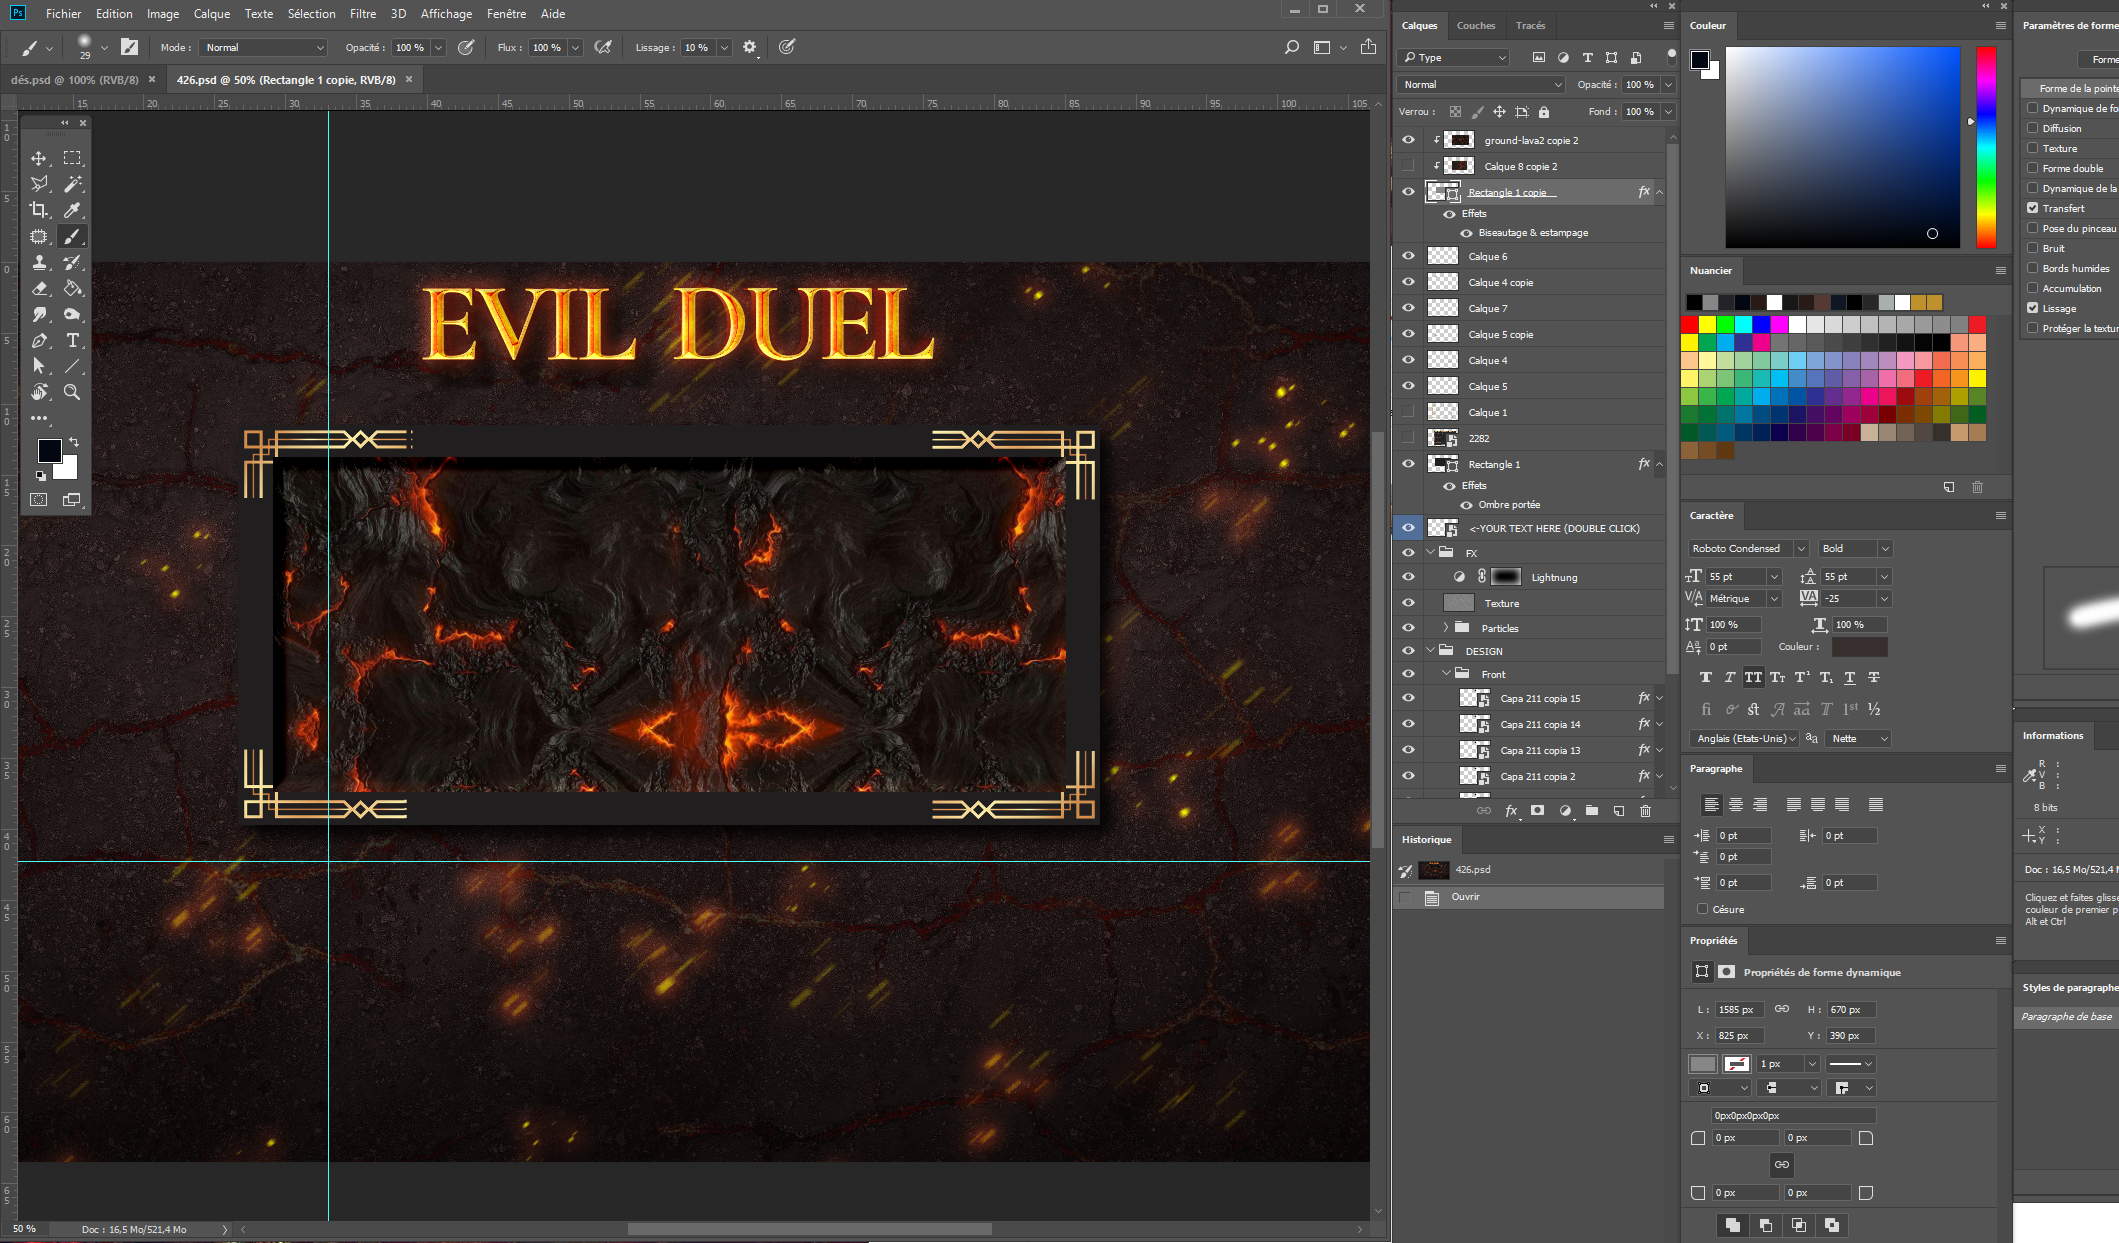 Ps Fichier Edition Image Calque Texte Sélection Filtre 3D Affichage Fenêtre Aide
29 Mode : Normal Opacité : 100 % Flux : 100 % Lissage : 10 %
dés.psd @ 100% (RVB/8) × 426.psd @ 50% (Rectangle 1 copie, RVB/8) ×
15 20 25 30 35 40 45 50 55 60 65 70 75 80 85 90 95 100 105
EVIL DUEL
50 % Doc : 16,5 Mo/521,4 Mo
Calques Couches Tracés
Type
Normal Opacité : 100 %
Verrou : Fond : 100 %
ground-lava2 copie 2
Calque 8 copie 2
Rectangle 1 copie fx
Effets
Biseautage & estampage
Calque 6
Calque 4 copie
Calque 7
Calque 5 copie
Calque 4
Calque 5
Calque 1
2282
Rectangle 1 fx
Effets
Ombre portée
<-YOUR TEXT HERE (DOUBLE CLICK)
FX
Lightnung
Texture
Particles
DESIGN
Front
Capa 211 copia 15 fx
Capa 211 copia 14 fx
Capa 211 copia 13 fx
Capa 211 copia 2 fx
fx
Historique
426.psd
Ouvrir
Couleur
Nuancier
Caractère
Roboto Condensed Bold
55 pt 55 pt
Métrique -25
100 % 100 %
0 pt Couleur :
Anglais (Etats-Unis) aa Nette
Paragraphe
0 pt 0 pt
0 pt
0 pt 0 pt
Césure
Propriétés
Propriétés de forme dynamique
L : 1585 px H : 670 px
X : 825 px Y : 390 px
1 px
0px0px0px0px
0 px 0 px
0 px 0 px
Paramètres de forme
Forme
Forme de la pointe
Dynamique de fo
Diffusion
Texture
Forme double
Dynamique de la
Transfert
Pose du pinceau
Bruit
Bords humides
Accumulation
Lissage
Protéger la textur
Informations
R :
V :
B :
8 bits
X :
Y :
Doc : 16,5 Mo/521,4 M
Cliquez et faites glisse
couleur de premier p
Alt et Ctrl
Styles de paragraphe
Paragraphe de base